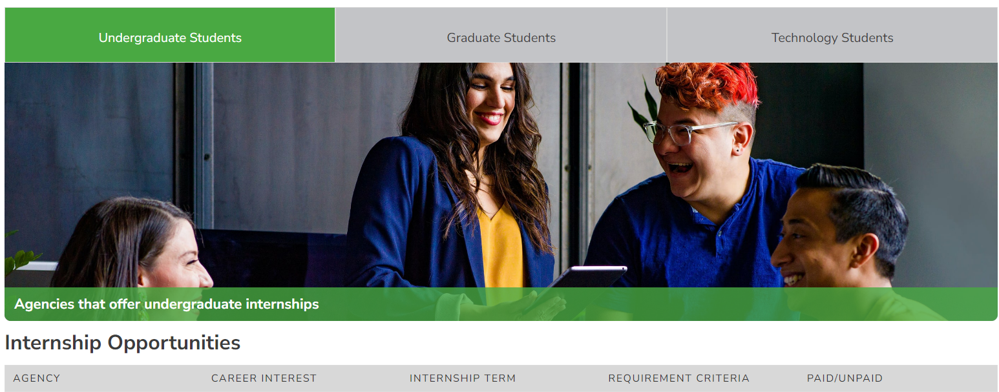 Undergraduate Students
Graduate Students
Technology Students
Agencies that offer undergraduate internships
Internship Opportunities
AGENCY CAREER INTEREST INTERNSHIP TERM REQUIREMENT CRITERIA PAID/UNPAID